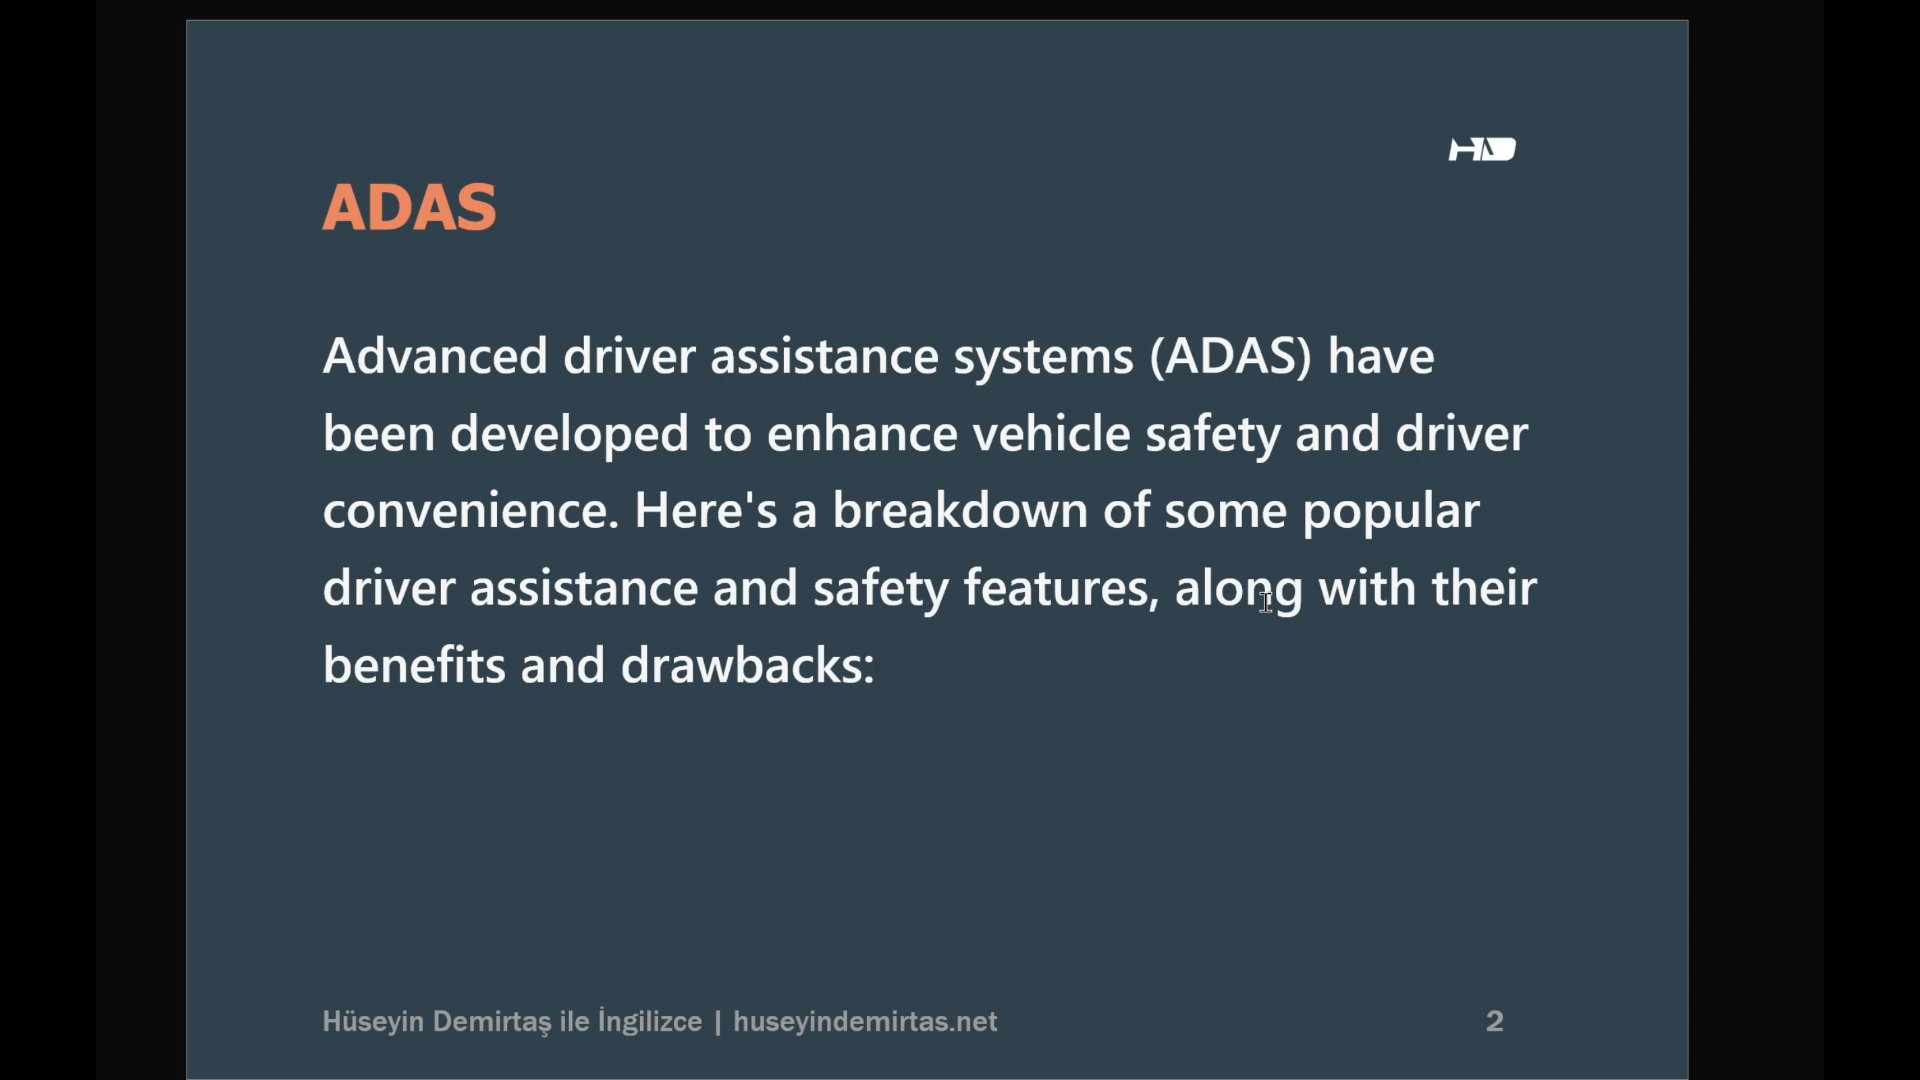 HD
ADAS
Advanced driver assistance systems (ADAS) have
been developed to enhance vehicle safety and driver
convenience. Here's a breakdown of some popular
driver assistance and safety features, along with their
benefits and drawbacks:
Hüseyin Demirtaş ile İngilizce | huseyindemirtas.net
2